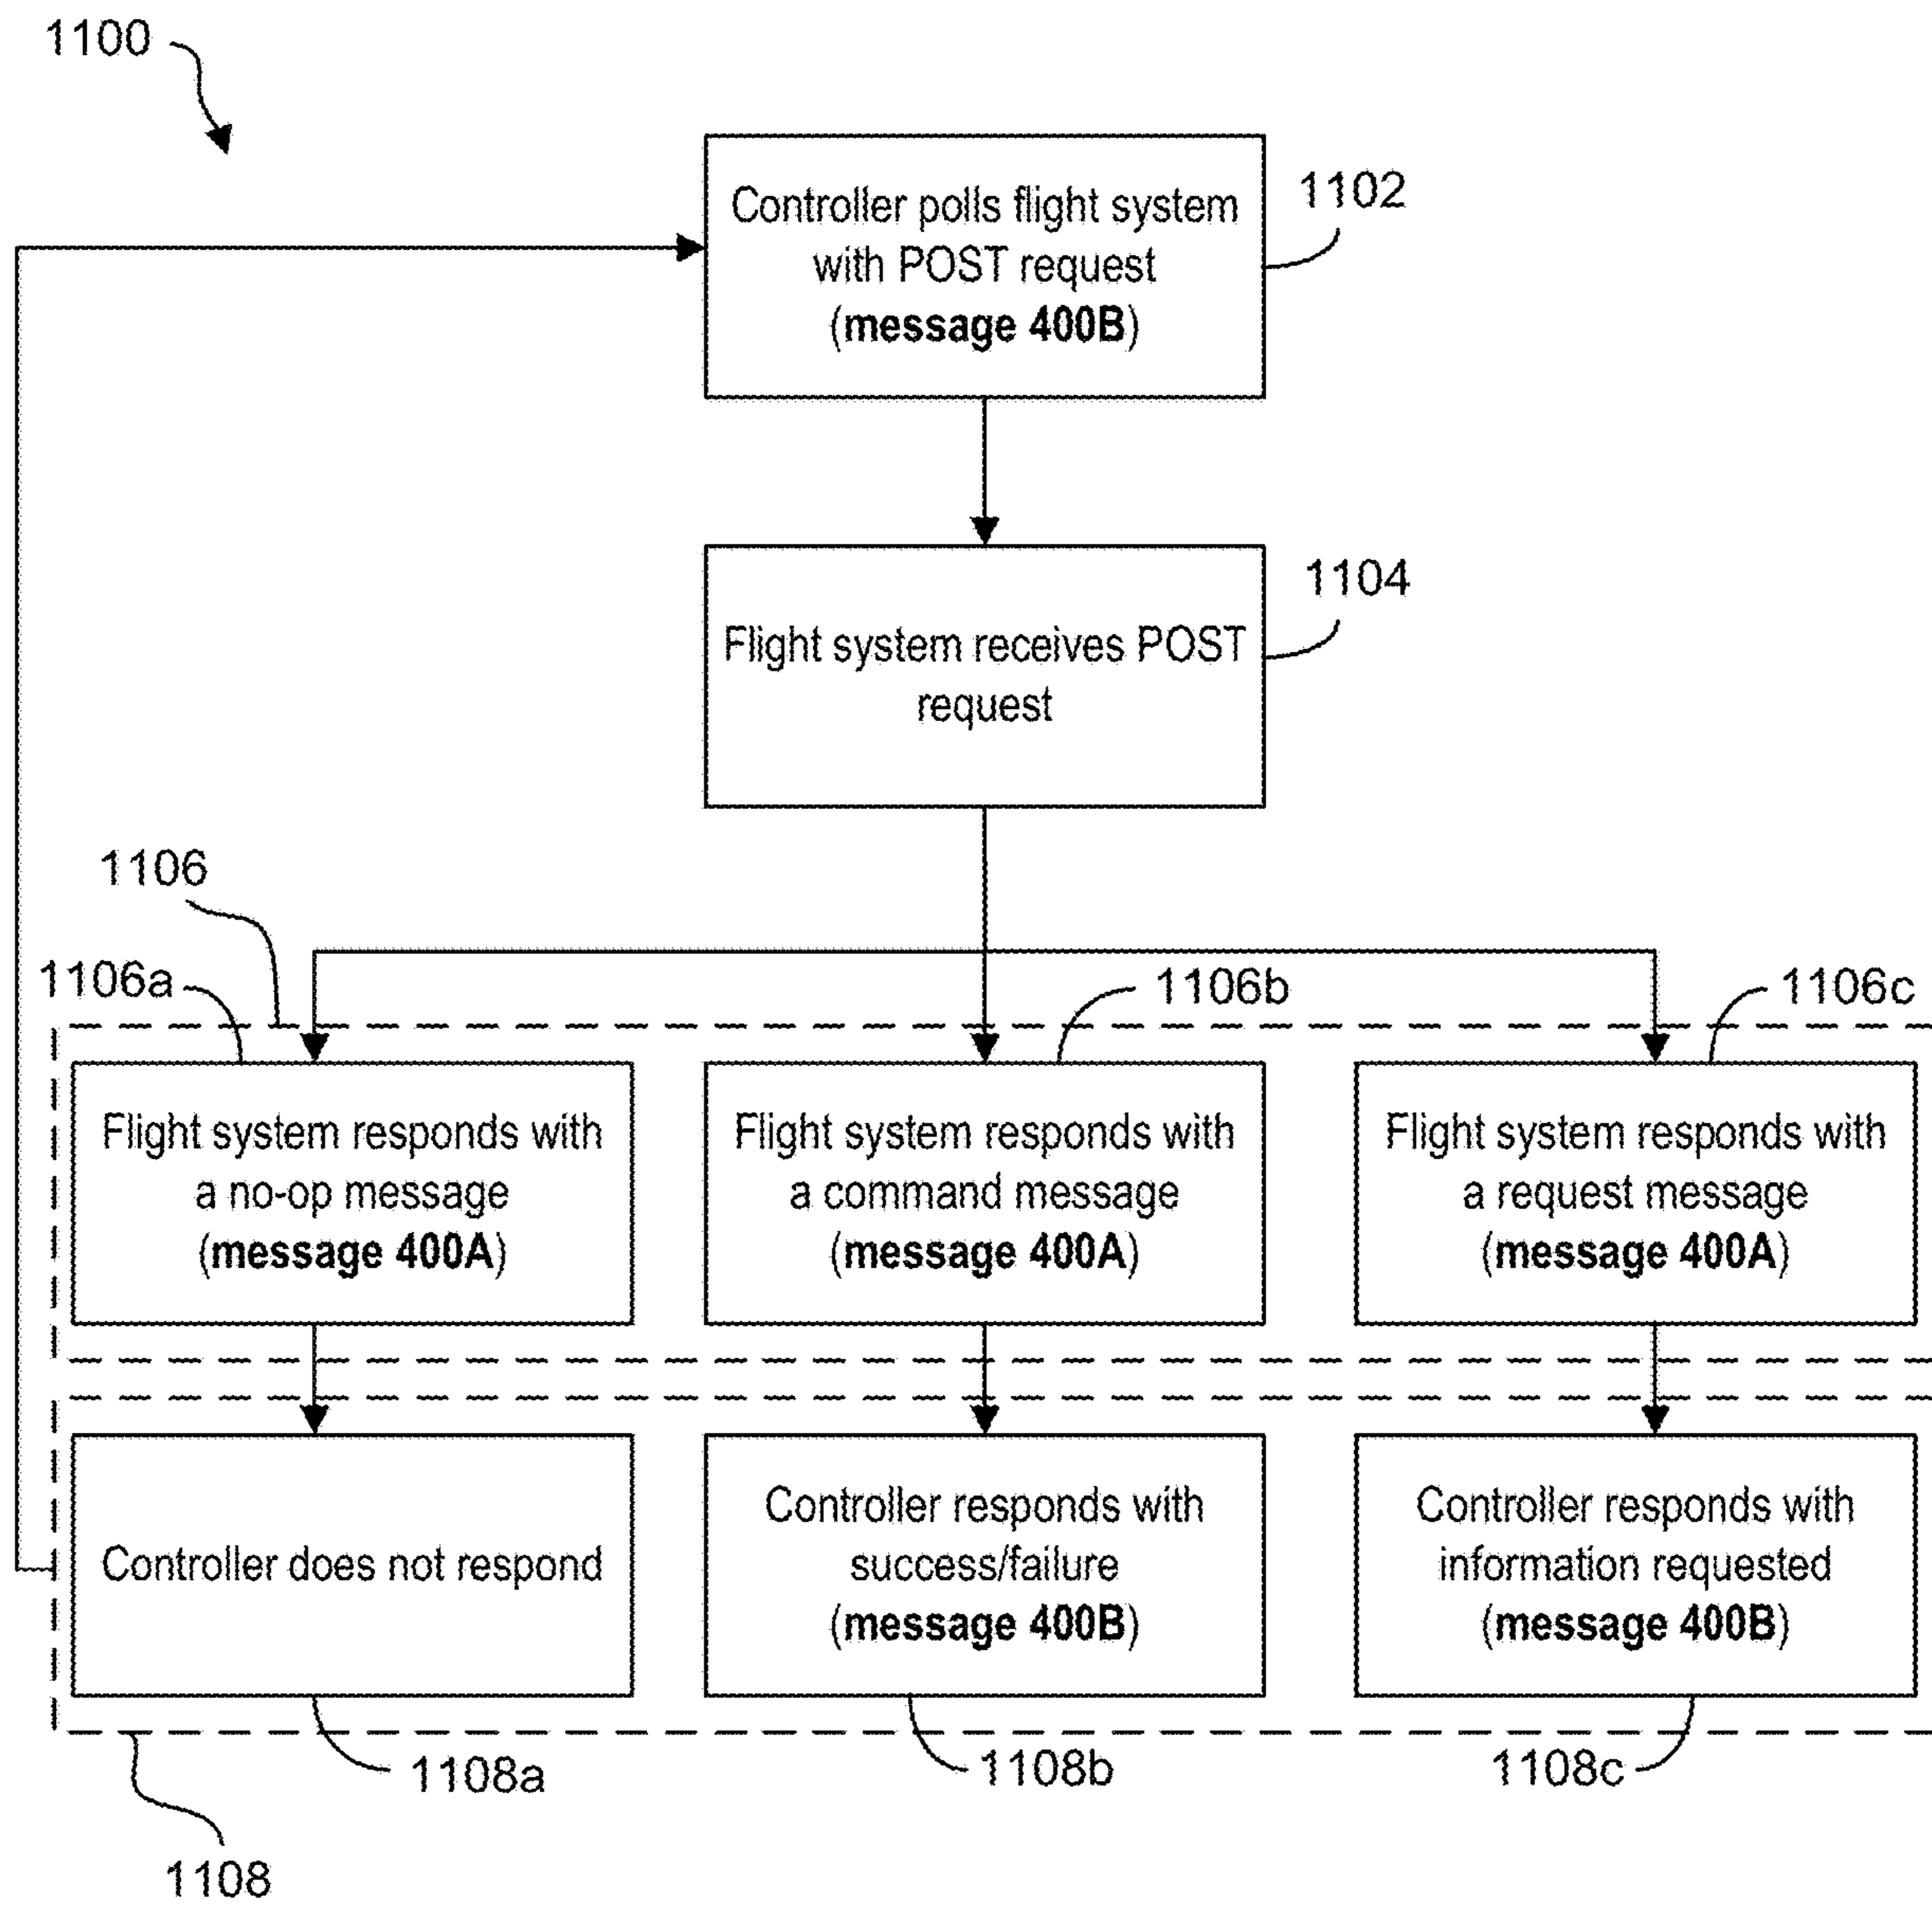 1100
Controller polls flight system
with POST request
(message 400B)
1102
Flight system receives POST
request
1104
1106
1106a
1106b
1106c
Flight system responds with
a no-op message
(message 400A)
Flight system responds with
a command message
(message 400A)
Flight system responds with
a request message
(message 400A)
Controller does not respond
Controller responds with
success/failure
(message 400B)
Controller responds with
information requested
(message 400B)
1108a
1108b
1108c
1108